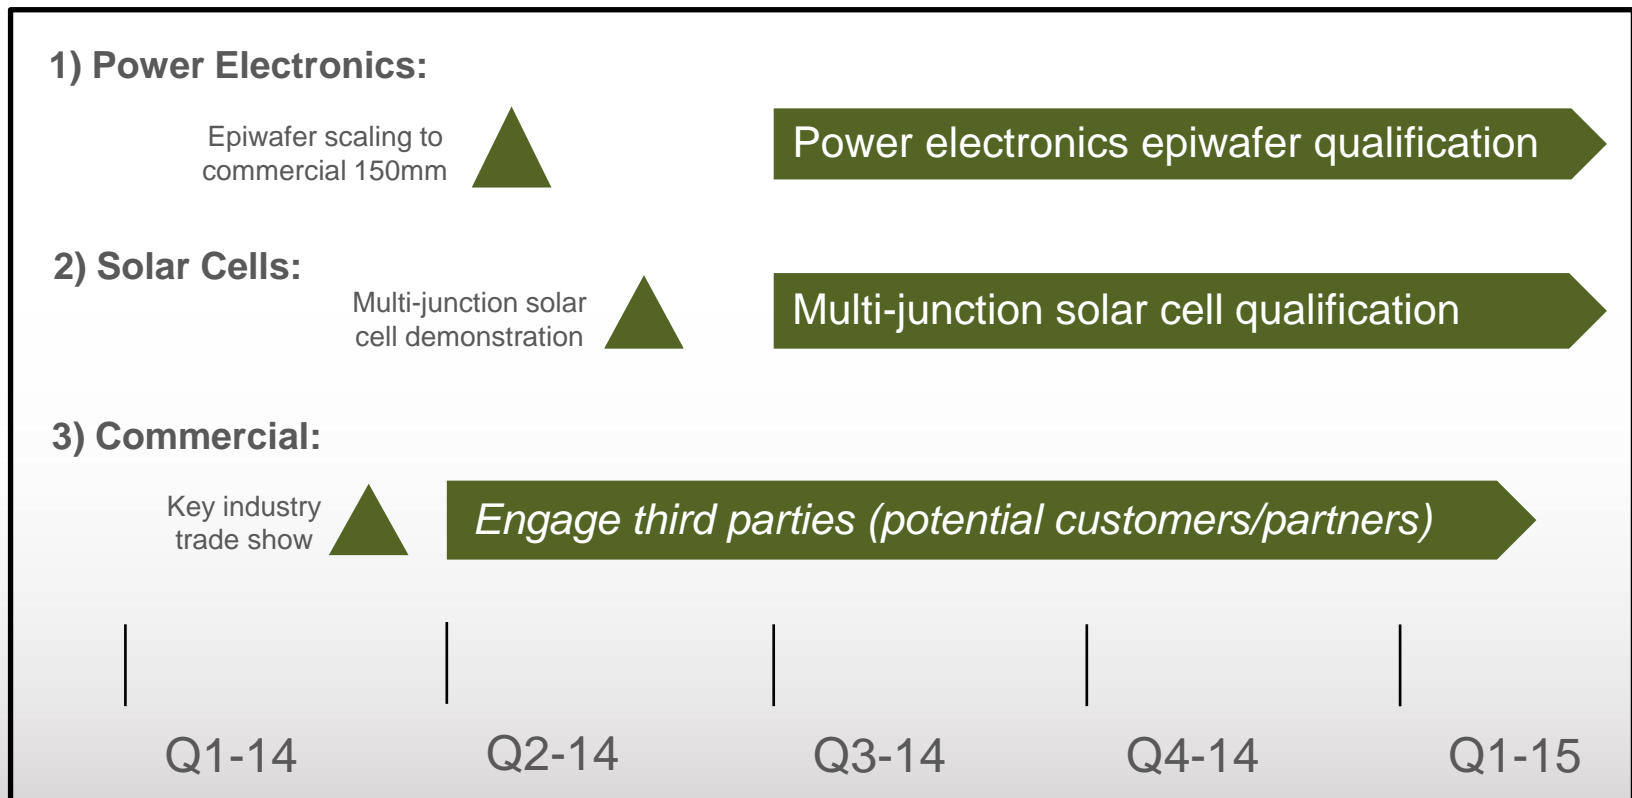 1) Power Electronics:
Epiwafer scaling to
commercial 150mm
Power electronics epiwafer qualification
2) Solar Cells:
Multi-junction solar
cell demonstration
Multi-junction solar cell qualification
3) Commercial:
Key industry
trade show
Engage third parties (potential customers/partners)
Q1-14
Q2-14
Q3-14
Q4-14
Q1-15